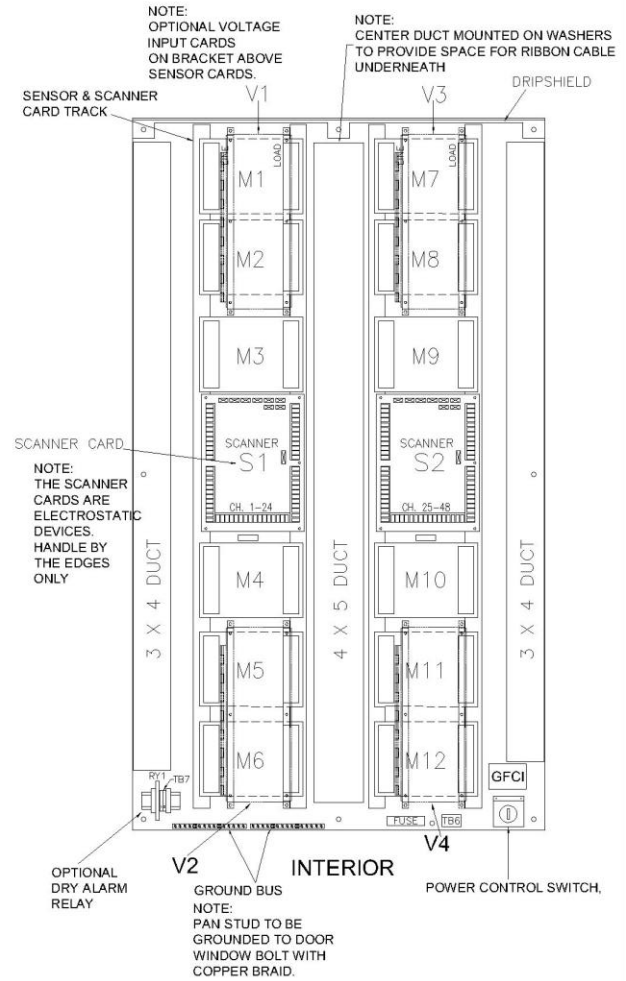 NOTE:
OPTIONAL VOLTAGE
INPUT CARDS
ON BRACKET ABOVE
SENSOR CARDS.
NOTE:
CENTER DUCT MOUNTED ON WASHERS
TO PROVIDE SPACE FOR RIBBON CABLE
UNDERNEATH
DRIPSHIELD
SENSOR & SCANNER
CARD TRACK
V1
V3
LINE
LOAD
LINE
LOAD
M1
M7
M2
M8
M3
M9
SCANNER CARD
NOTE:
THE SCANNER
CARDS ARE
ELECTROSTATIC
DEVICES.
HANDLE BY
THE EDGES
ONLY
SCANNER
S1
CH. 1-24
SCANNER
S2
CH. 25-48
3 X 4 DUCT
4 X 5 DUCT
3 X 4 DUCT
M4
M10
M5
M11
M6
M12
RY1
TB7
GFCI
FUSE
TB6
V2
V4
INTERIOR
OPTIONAL
DRY ALARM
RELAY
GROUND BUS
NOTE:
PAN STUD TO BE
GROUNDED TO DOOR
WINDOW BOLT WITH
COPPER BRAID.
POWER CONTROL SWITCH,